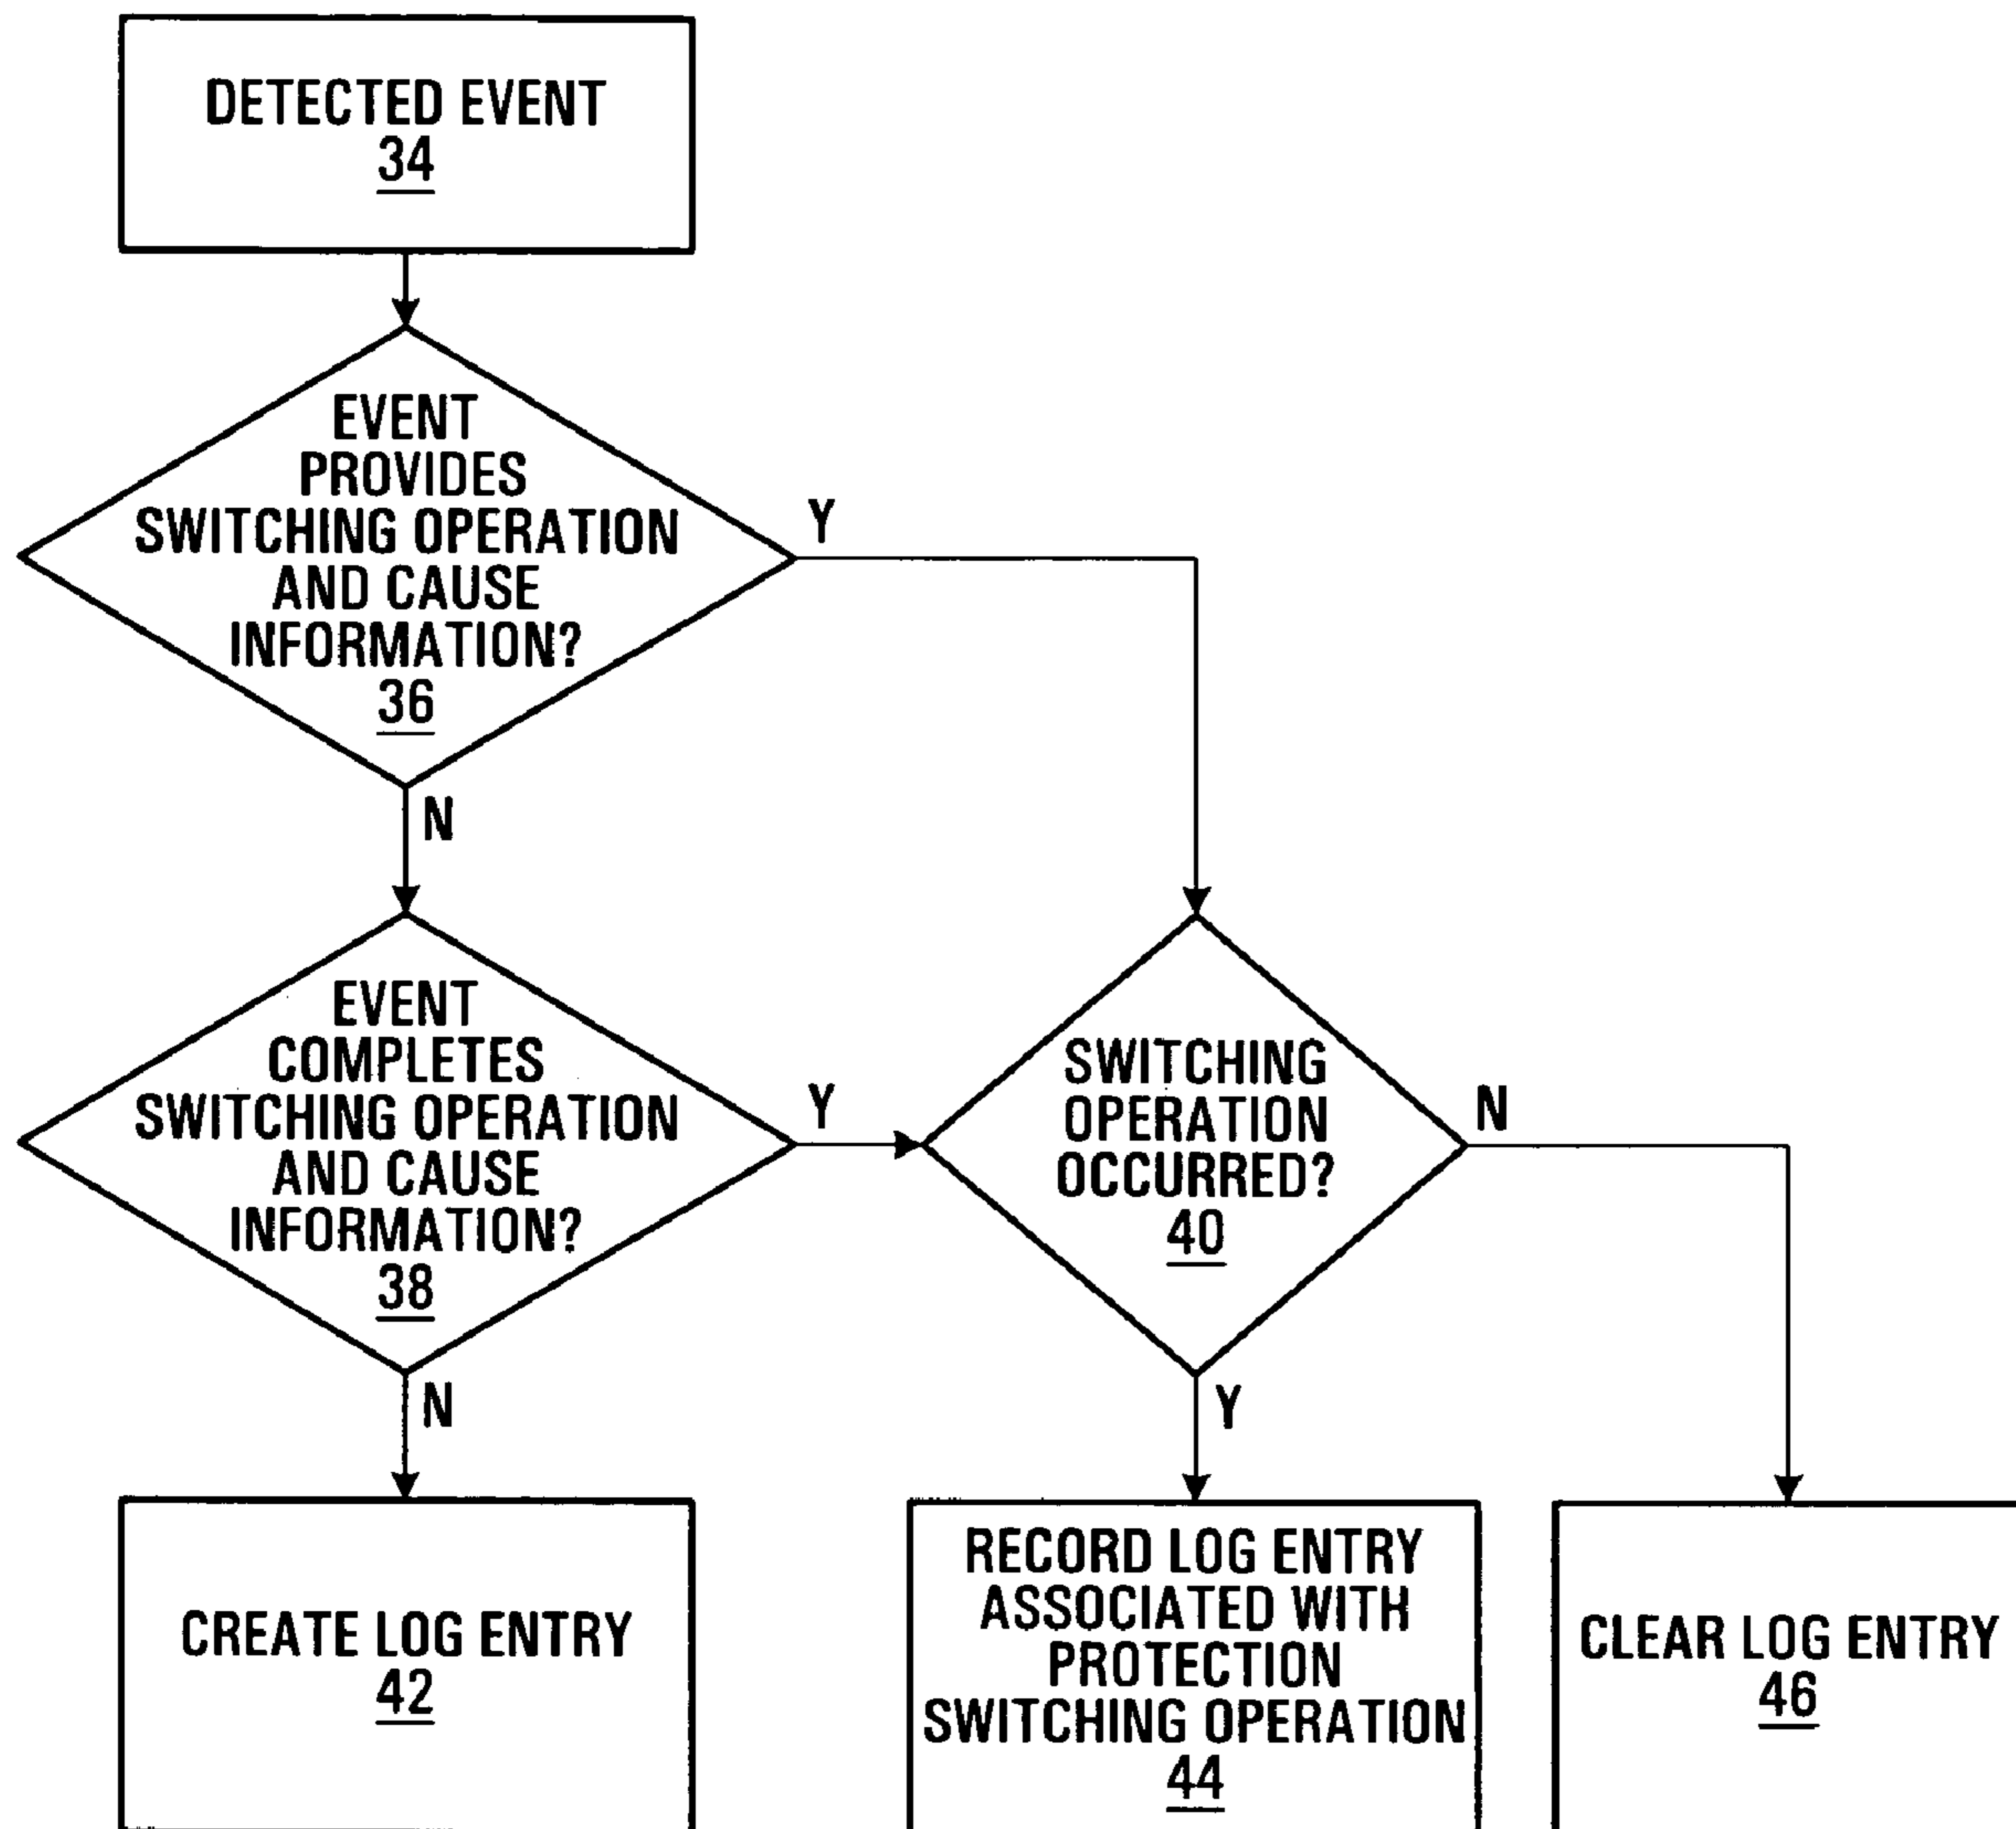 DETECTED EVENT
34
EVENT
PROVIDES
SWITCHING OPERATION
AND CAUSE
INFORMATION?
36
Y
N
EVENT
COMPLETES
SWITCHING OPERATION
AND CAUSE
INFORMATION?
38
Y
N
SWITCHING
OPERATION
OCCURRED?
40
N
Y
CREATE LOG ENTRY
42
RECORD LOG ENTRY
ASSOCIATED WITH
PROTECTION
SWITCHING OPERATION
44
CLEAR LOG ENTRY
46